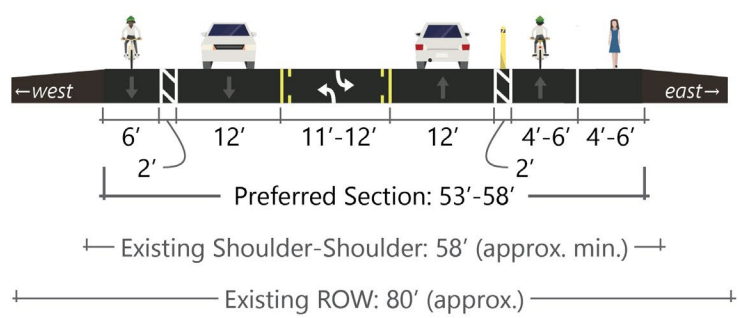 ←west
east→
6’ 12’ 11’-12’ 12’ 4’-6’ 4’-6’
2’ 2’
Preferred Section: 53’-58’
Existing Shoulder-Shoulder: 58’ (approx. min.)
Existing ROW: 80’ (approx.)